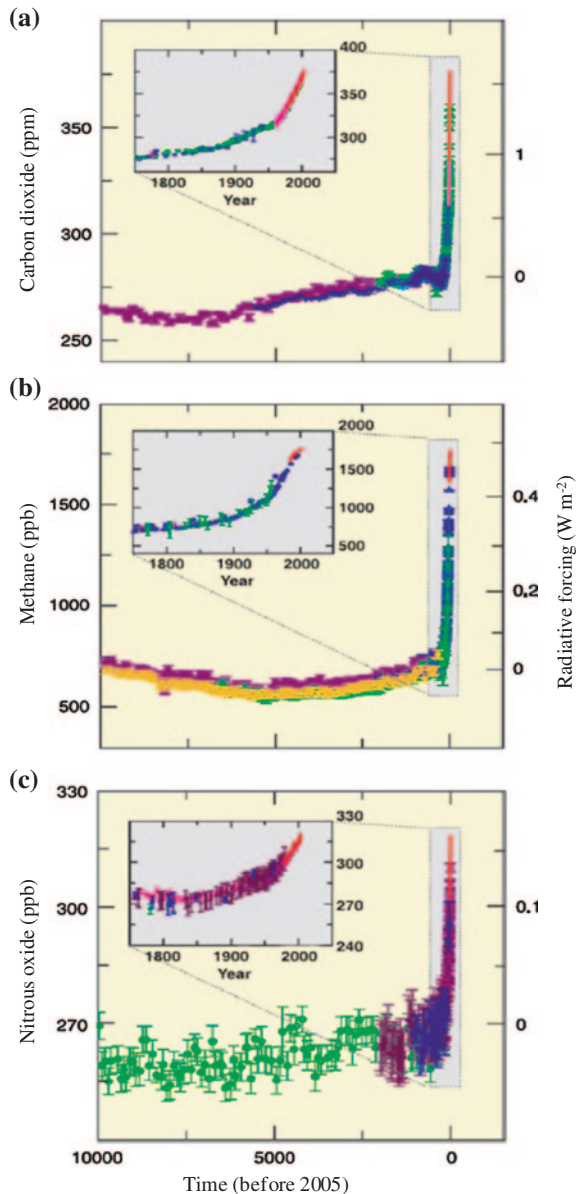 (a)
Carbon dioxide (ppm)
350
300
250
400
350
300
1800 1900 2000
Year
1
0
(b)
Methane (ppb)
2000
1500
1000
500
2000
1500
1000
500
1800 1900 2000
Year
0.4
0.2
0
Radiative forcing (W m-2)
(c)
Nitrous oxide (ppb)
330
300
270
330
300
270
240
1800 1900 2000
Year
0.1
0
10000 5000 0
Time (before 2005)